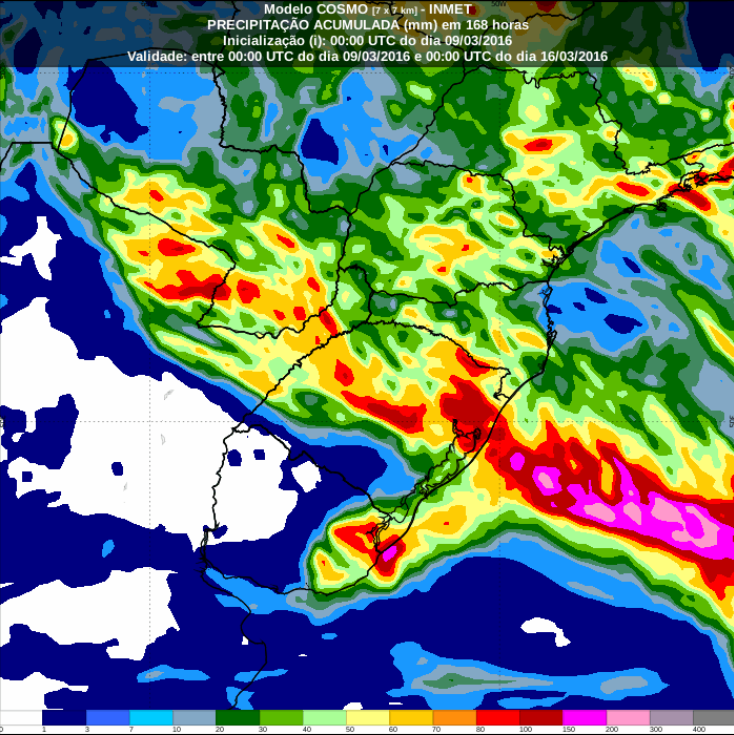 Modelo COSMO [7 x 7 km] - INMET
PRECIPITAÇÃO ACUMULADA (mm) em 168 horas
Inicialização (i): 00:00 UTC do dia 09/03/2016
Validade: entre 00:00 UTC do dia 09/03/2016 e 00:00 UTC do dia 16/03/2016
0 1 3 7 10 20 30 40 50 60 70 80 100 150 200 300 400